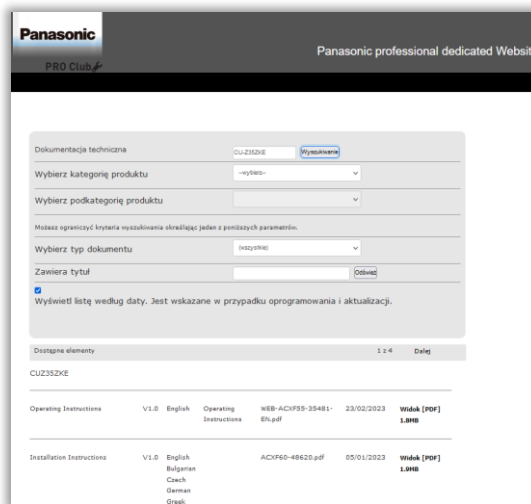 Panasonic
PRO Club
Panasonic professional dedicated Websit
Dokumentacja techniczna CU-Z35ZKE Wyszukiwanie
Wybierz kategorię produktu --wybierz--
Wybierz podkategorię produktu
Możesz ograniczyć kryteria wyszukiwania określając jeden z poniższych parametrów.
Wybierz typ dokumentu (wszystkie)
Zawiera tytuł Odśwież
Wyświetl listę według daty. Jest wskazane w przypadku oprogramowania i aktualizacji.
Dostępne elementy 1 z 4 Dalej
CUZ35ZKE
Operating Instructions V1.0 English Operating WEB-ACXF55-35481- 23/02/2023 Widok [PDF]
Instructions EN.pdf 1.8MB
Installation Instructions V1.0 English ACXF60-48620.pdf 05/01/2023 Widok [PDF]
Bulgarian 1.9MB
Czech
German
Greek